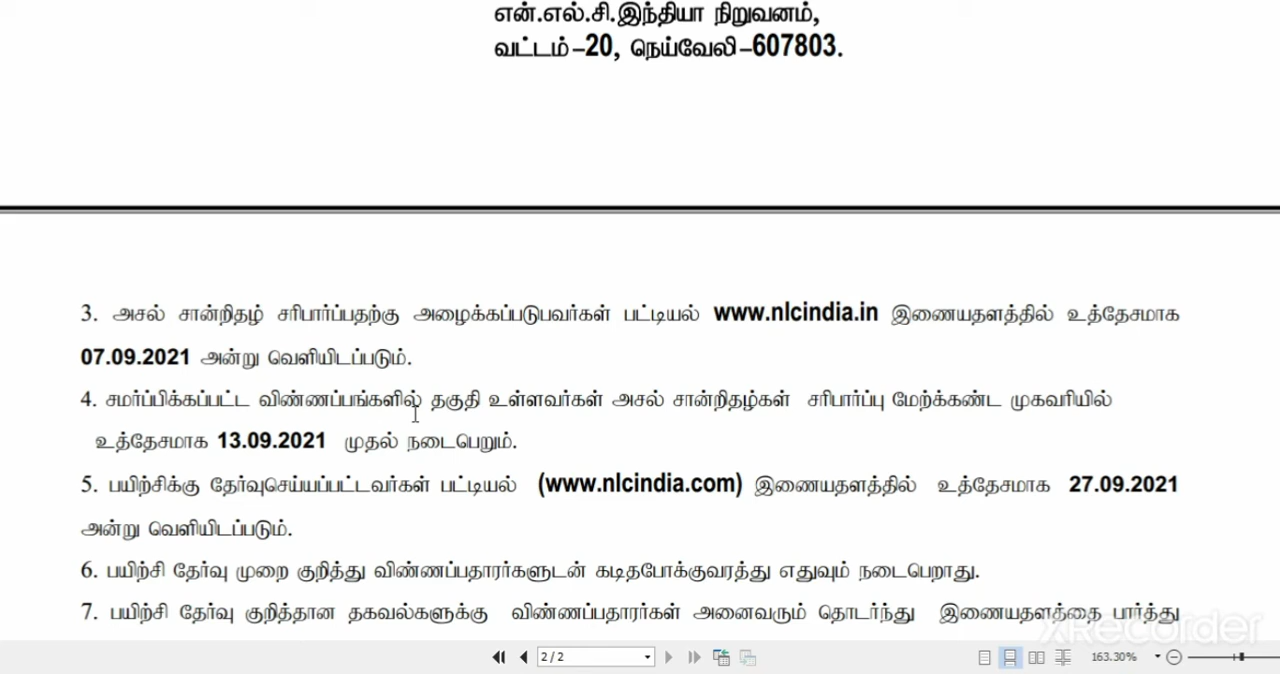 என்.எல்.சி.இந்தியா நிறுவனம்,
வட்டம்-20, நெய்வேலி-607803.
3. அசல் சான்றிதழ் சரிபார்ப்பதற்கு அழைக்கப்படுபவர்கள் பட்டியல் www.nlcindia.in இணையதளத்தில் உத்தேசமாக
07.09.2021 அன்று வெளியிடப்படும்.
4. சமர்ப்பிக்கப்பட்ட விண்ணப்பங்களில் தகுதி உள்ளவர்கள் அசல் சான்றிதழ்கள் சரிபார்ப்பு மேற்க்கண்ட முகவரியில்
உத்தேசமாக 13.09.2021 முதல் நடைபெறும்.
5. பயிற்சிக்கு தேர்வுசெய்யப்பட்டவர்கள் பட்டியல் (www.nlcindia.com) இணையதளத்தில் உத்தேசமாக 27.09.2021
அன்று வெளியிடப்படும்.
6. பயிற்சி தேர்வு முறை குறித்து விண்ணப்பதாரர்களுடன் கடிதபோக்குவரத்து எதுவும் நடைபெறாது.
7. பயிற்சி தேர்வு குறித்தான தகவல்களுக்கு விண்ணப்பதாரர்கள் அனைவரும் தொடர்ந்து இணையதளத்தை பார்த்து
XRecorder
2/2
163.30%